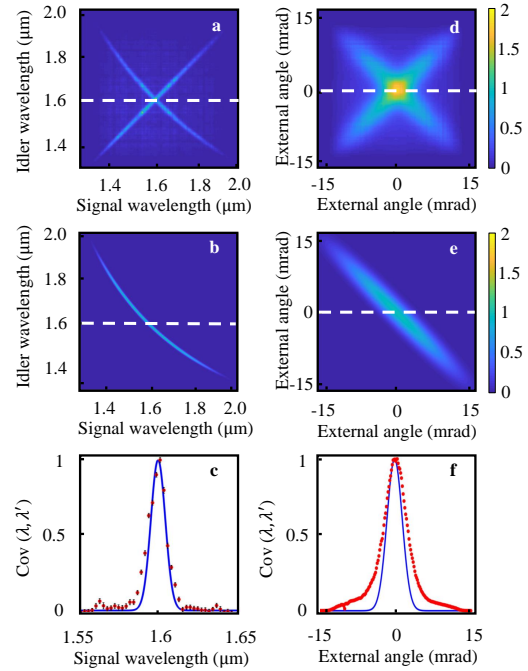 a
2.0
1.8
1.6
1.4
Idler wavelength (μm)
1.4
1.6
1.8
2.0
Signal wavelength (μm)
d
15
0
-15
External angle (mrad)
-15
0
15
External angle (mrad)
2
1.5
1
0.5
0
b
2.0
1.8
1.6
1.4
Idler wavelength (μm)
1.4
1.6
1.8
2.0
Signal wavelength (μm)
e
15
0
-15
External angle (mrad)
-15
0
15
External angle (mrad)
2
1.5
1
0.5
0
c
1
0.5
0
Cov (λ,λ′)
1.55
1.6
1.65
Signal wavelength (μm)
f
1
0.5
0
Cov (λ,λ′)
-15
0
15
External angle (mrad)